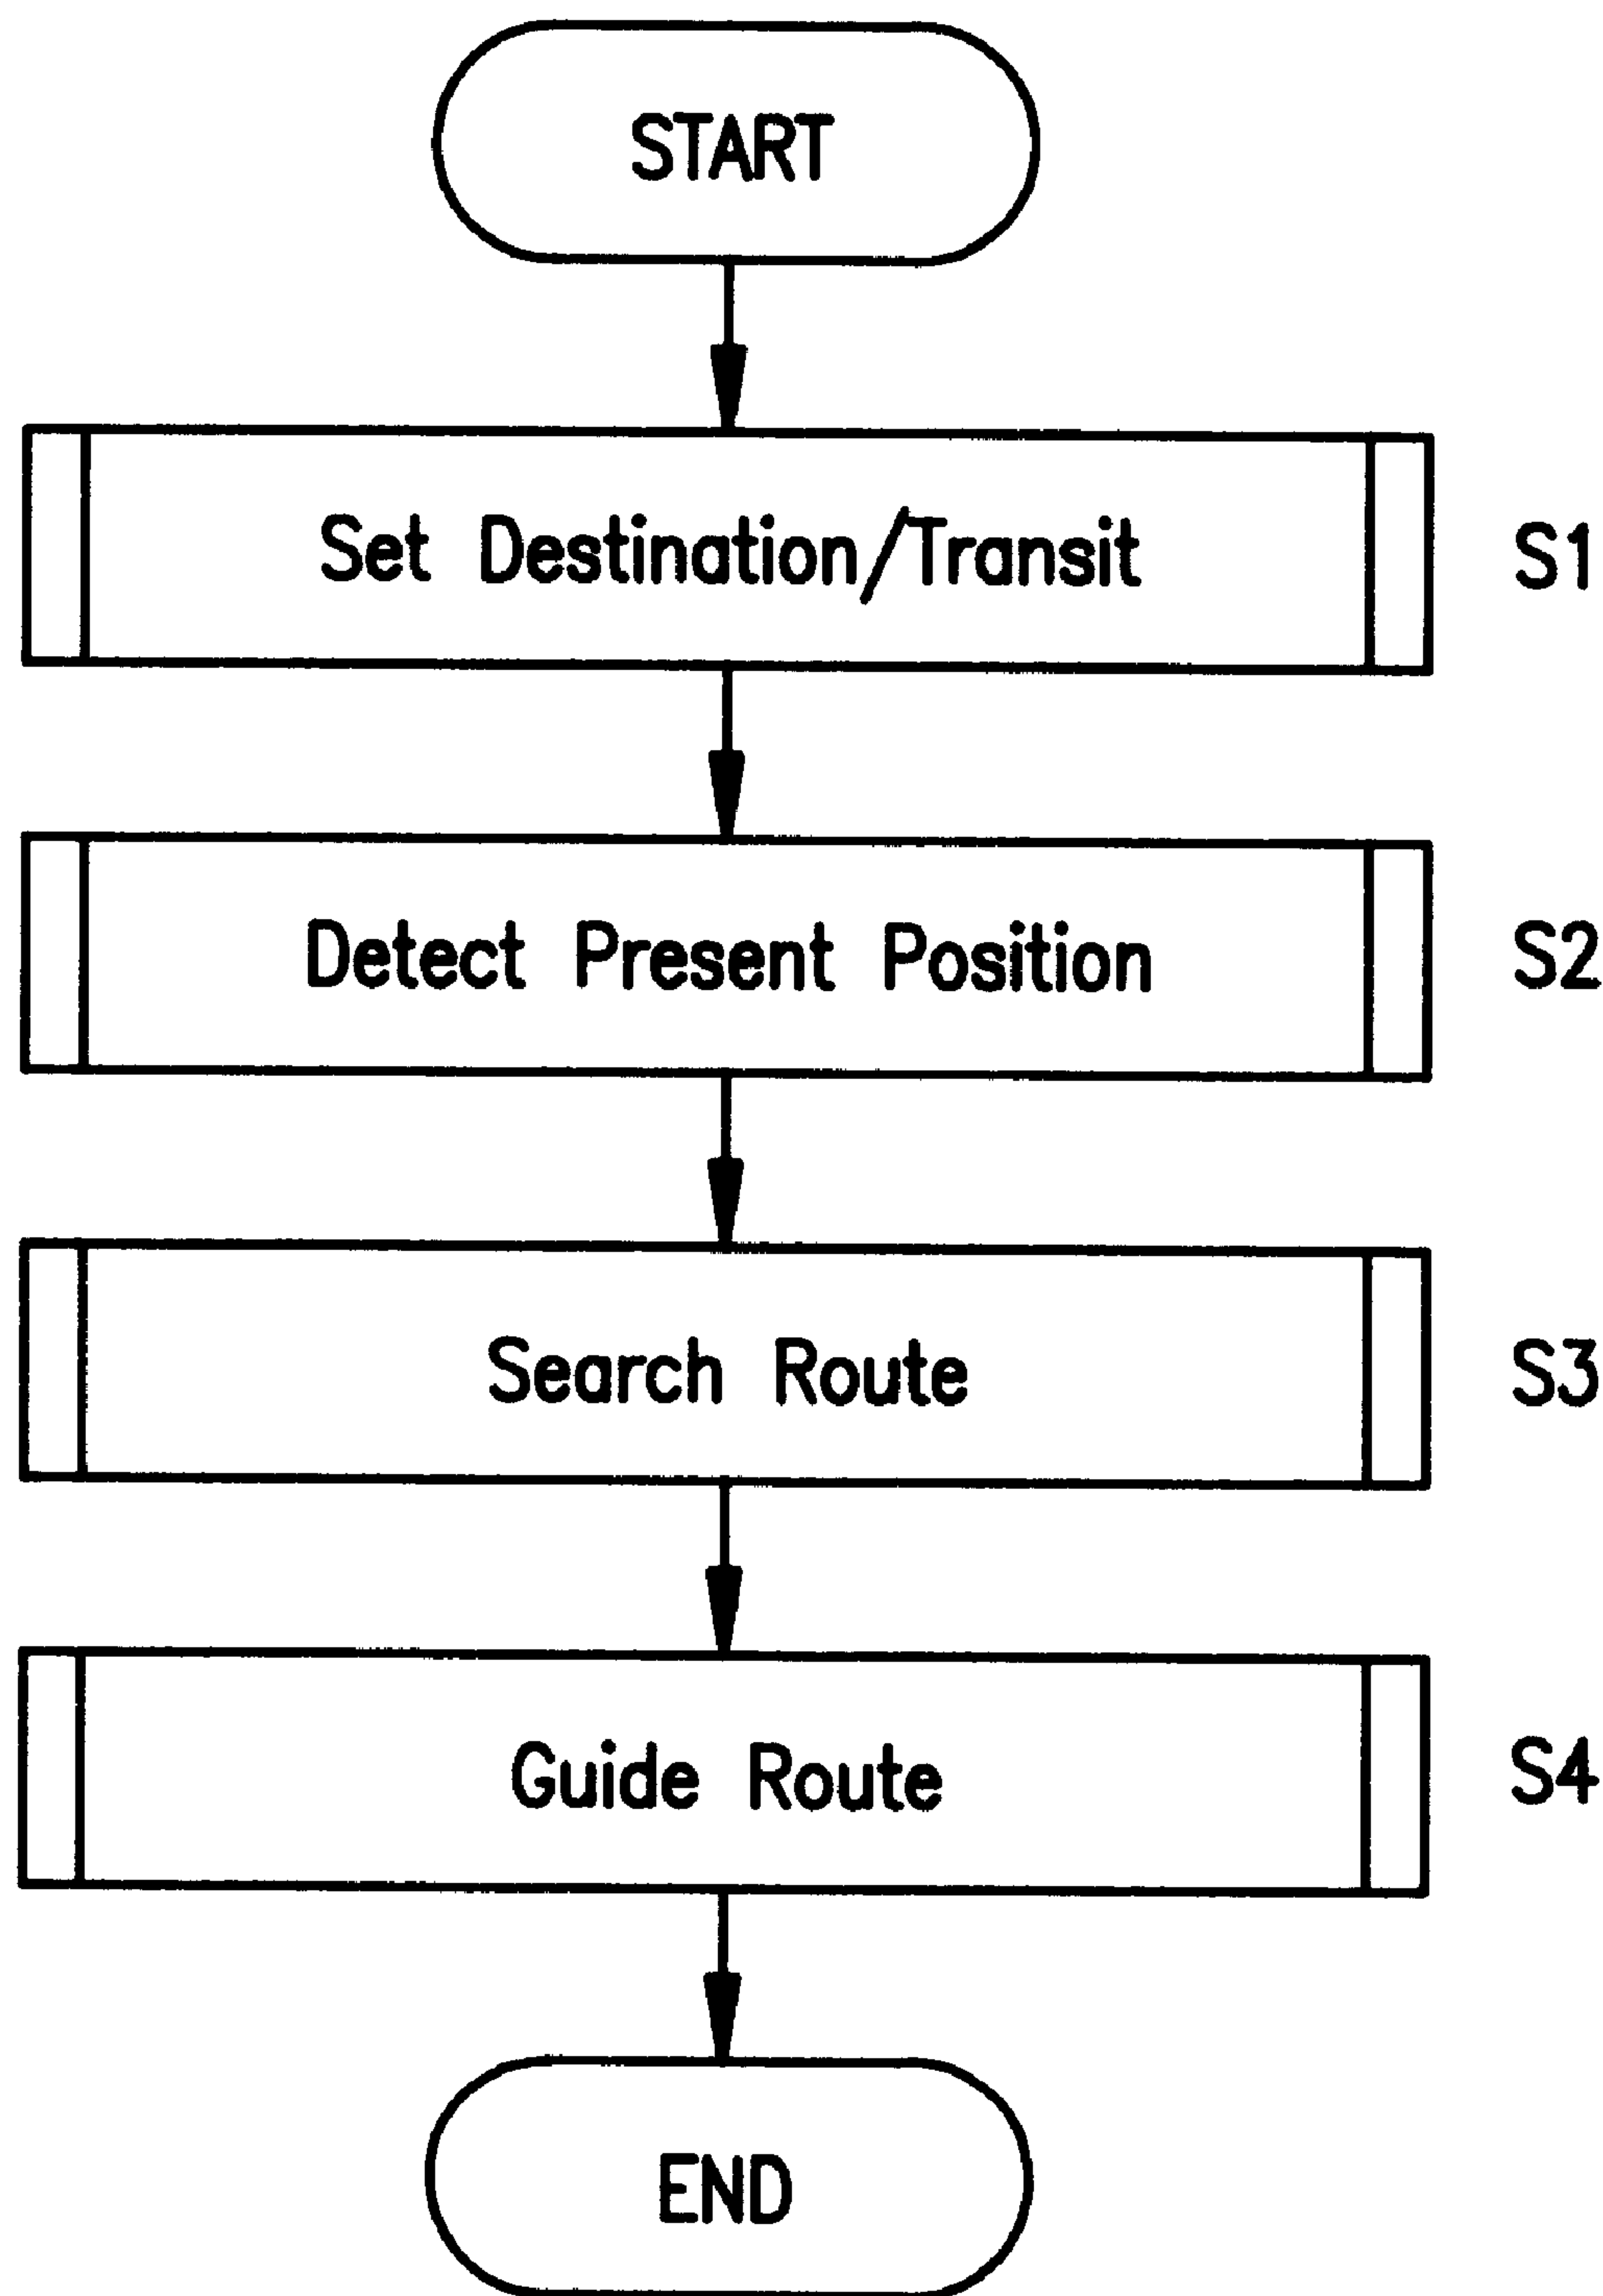 START
Set Destination/Transit S1
Detect Present Position S2
Search Route S3
Guide Route S4
END